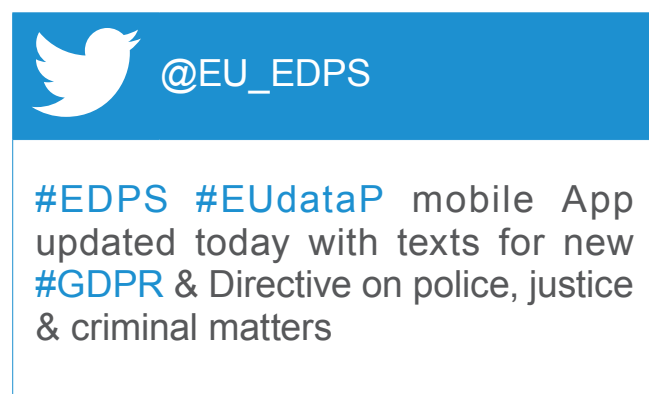 @EU_EDPS
#EDPS #EUdataP mobile App
updated today with texts for new
#GDPR & Directive on police, justice
& criminal matters